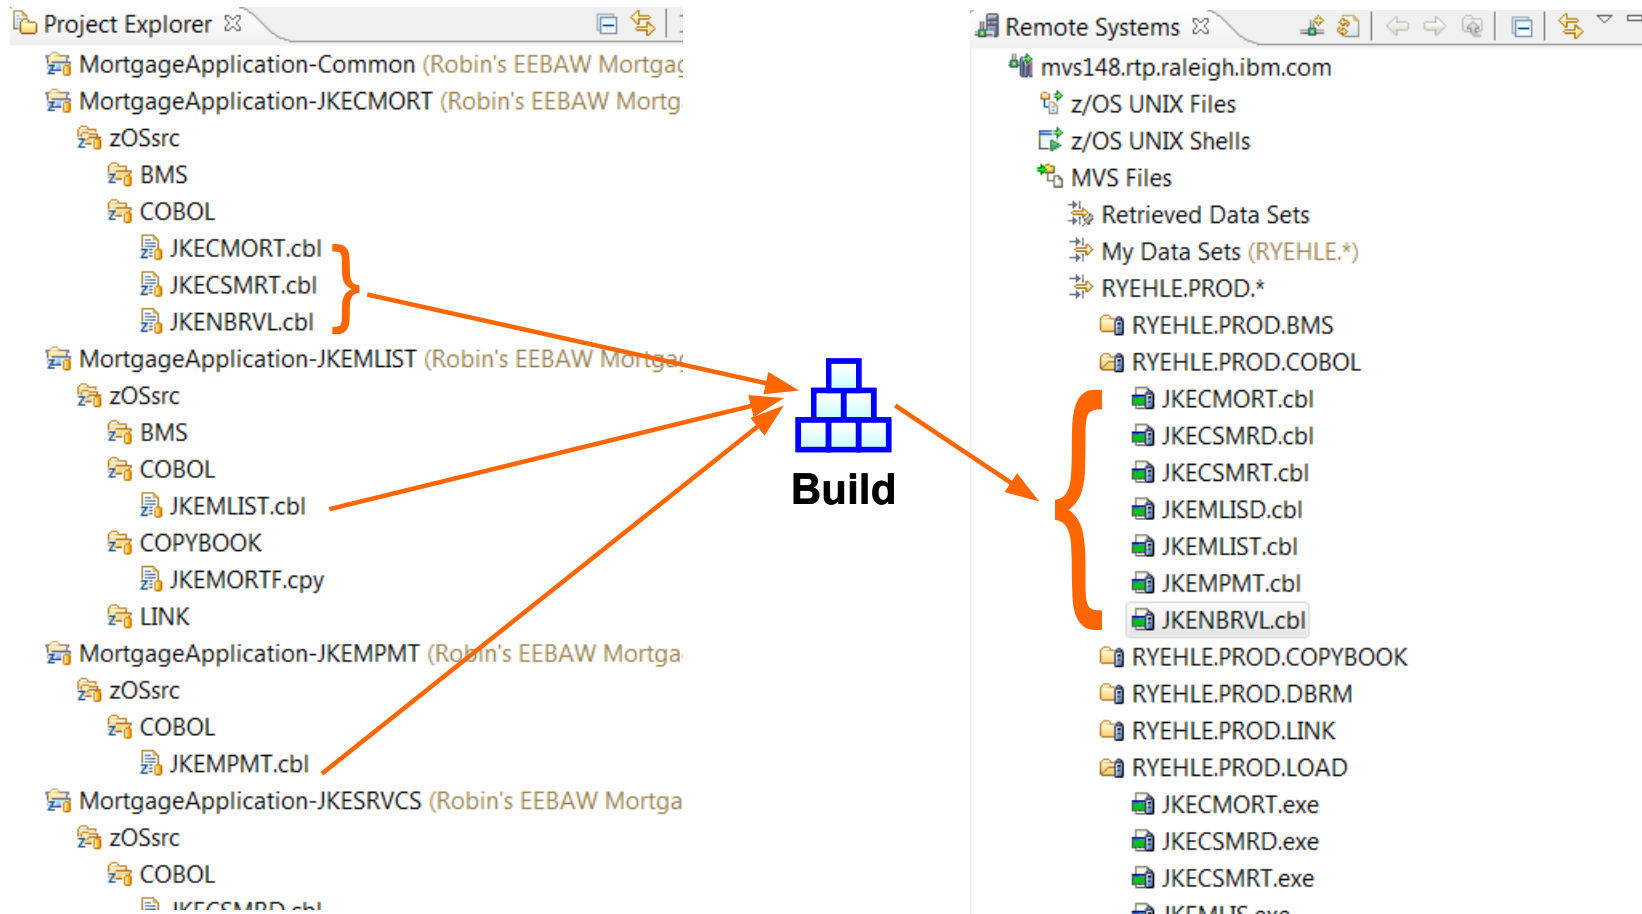 Project Explorer
MortgageApplication-Common (Robin's EEBAW Mortgag
MortgageApplication-JKECMORT (Robin's EEBAW Mortg
zOSsrc
BMS
COBOL
JKECMORT.cbl
JKECSMRT.cbl
JKENBRVL.cbl
MortgageApplication-JKEMLIST (Robin's EEBAW Mortgag
zOSsrc
BMS
COBOL
JKEMLIST.cbl
COPYBOOK
JKEMORTF.cpy
LINK
MortgageApplication-JKEMPMT (Robin's EEBAW Mortga
zOSsrc
COBOL
JKEMPMT.cbl
MortgageApplication-JKESRVCS (Robin's EEBAW Mortga
zOSsrc
COBOL
JKECSMRD.cbl
Build
Remote Systems
mvs148.rtp.raleigh.ibm.com
z/OS UNIX Files
z/OS UNIX Shells
MVS Files
Retrieved Data Sets
My Data Sets (RYEHLE.*)
RYEHLE.PROD.*
RYEHLE.PROD.BMS
RYEHLE.PROD.COBOL
JKECMORT.cbl
JKECSMRD.cbl
JKECSMRT.cbl
JKEMLISD.cbl
JKEMLIST.cbl
JKEMPMT.cbl
JKENBRVL.cbl
RYEHLE.PROD.COPYBOOK
RYEHLE.PROD.DBRM
RYEHLE.PROD.LINK
RYEHLE.PROD.LOAD
JKECMORT.exe
JKECSMRD.exe
JKECSMRT.exe
JKEMLIS.exe